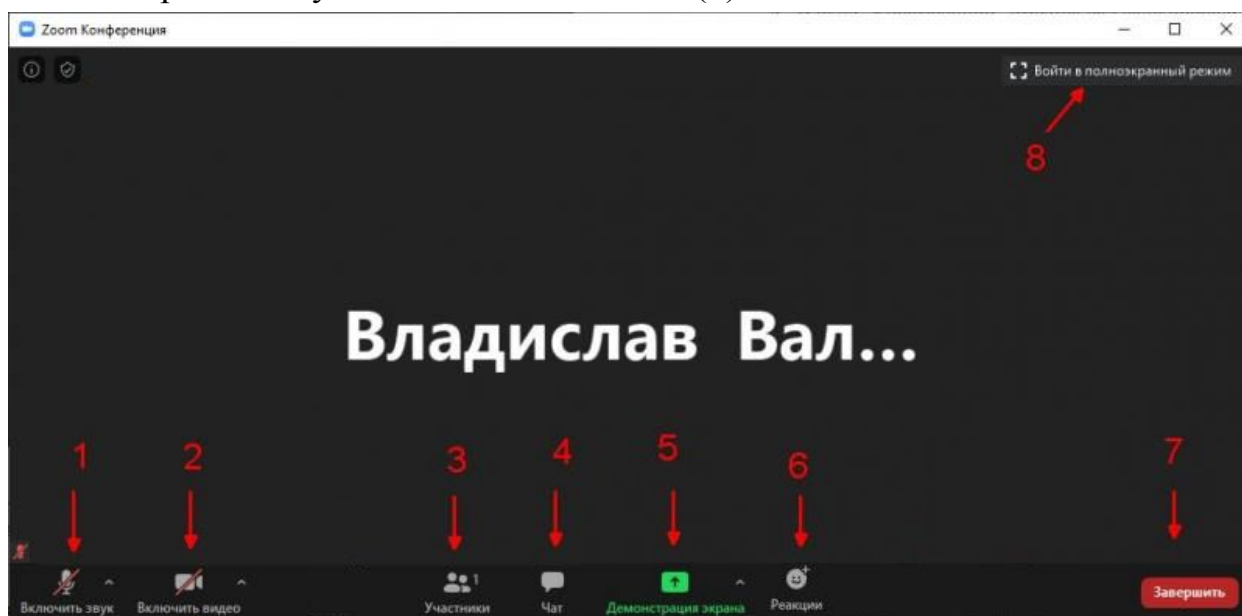 Zoom Конференция
Войти в полноэкранный режим
8
Владислав Вал...
1 2 3 4 5 6 7
1
Включить звук Включить видео Участники Чат Демонстрация экрана Реакции Завершить